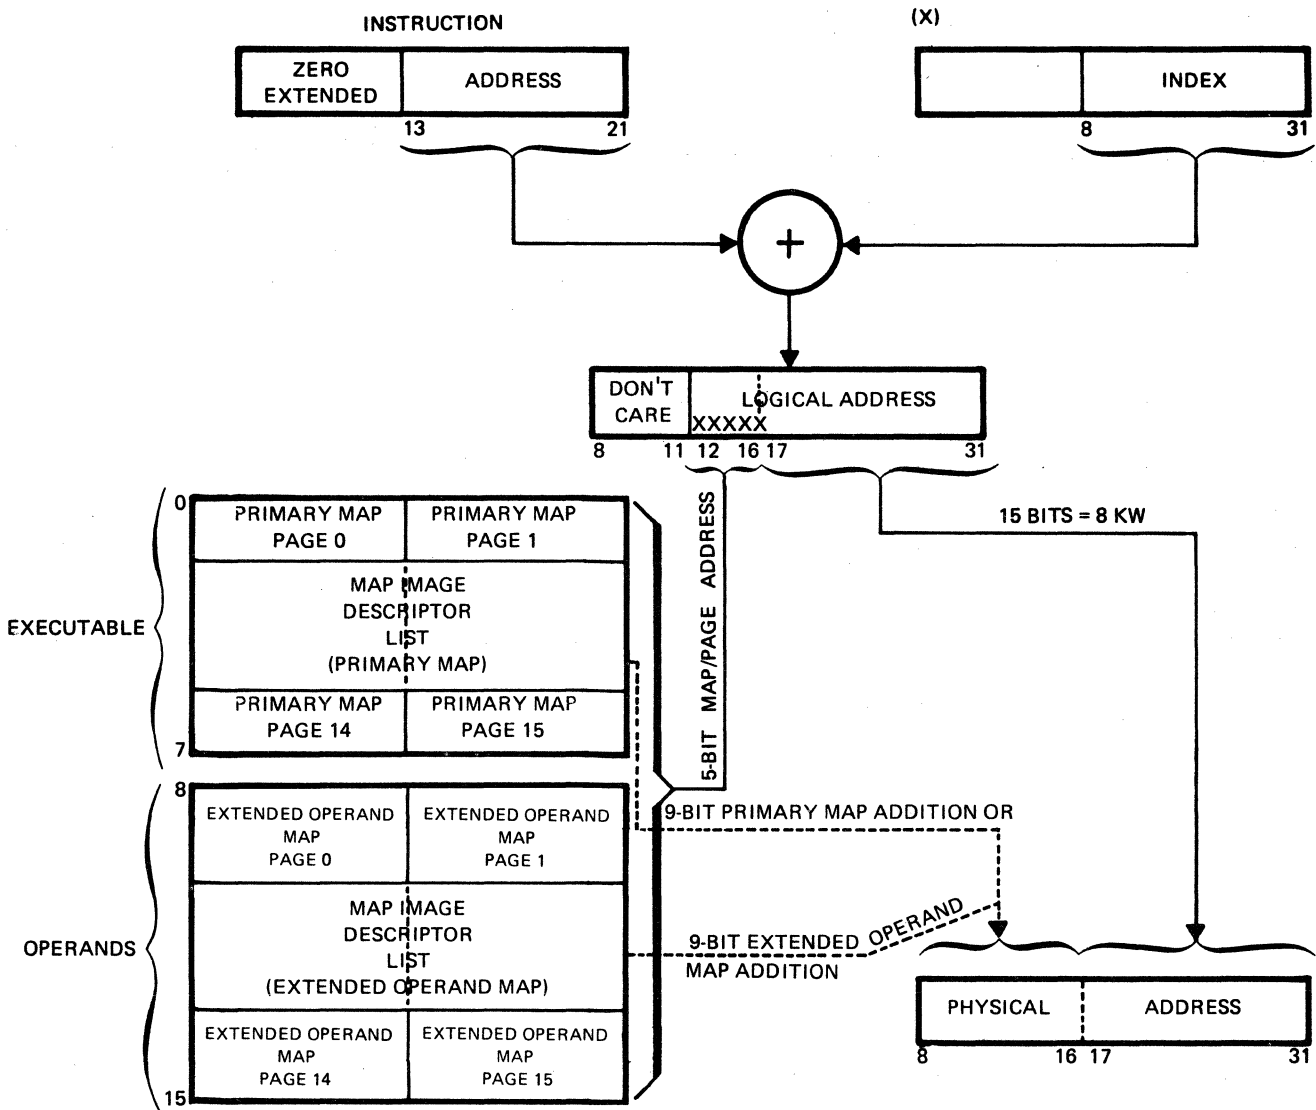 INSTRUCTION
(X)
ZERO EXTENDED
ADDRESS
INDEX
13
21
8
31
+
DON'T CARE
LOGICAL ADDRESS
XXXXX
8
11
12
16
17
31
0
PRIMARY MAP
PAGE 0
PRIMARY MAP
PAGE 1
MAP IMAGE
DESCRIPTOR
LIST
(PRIMARY MAP)
EXECUTABLE
PRIMARY MAP
PAGE 14
PRIMARY MAP
PAGE 15
7
5-BIT MAP/PAGE ADDRESS
15 BITS = 8 KW
8
EXTENDED OPERAND
MAP
PAGE 0
EXTENDED OPERAND
MAP
PAGE 1
9-BIT PRIMARY MAP ADDITION OR
MAP IMAGE
DESCRIPTOR
LIST
(EXTENDED OPERAND MAP)
OPERANDS
9-BIT EXTENDED OPERAND
MAP ADDITION
EXTENDED OPERAND
MAP
PAGE 14
EXTENDED OPERAND
MAP
PAGE 15
15
PHYSICAL
ADDRESS
8
16
17
31